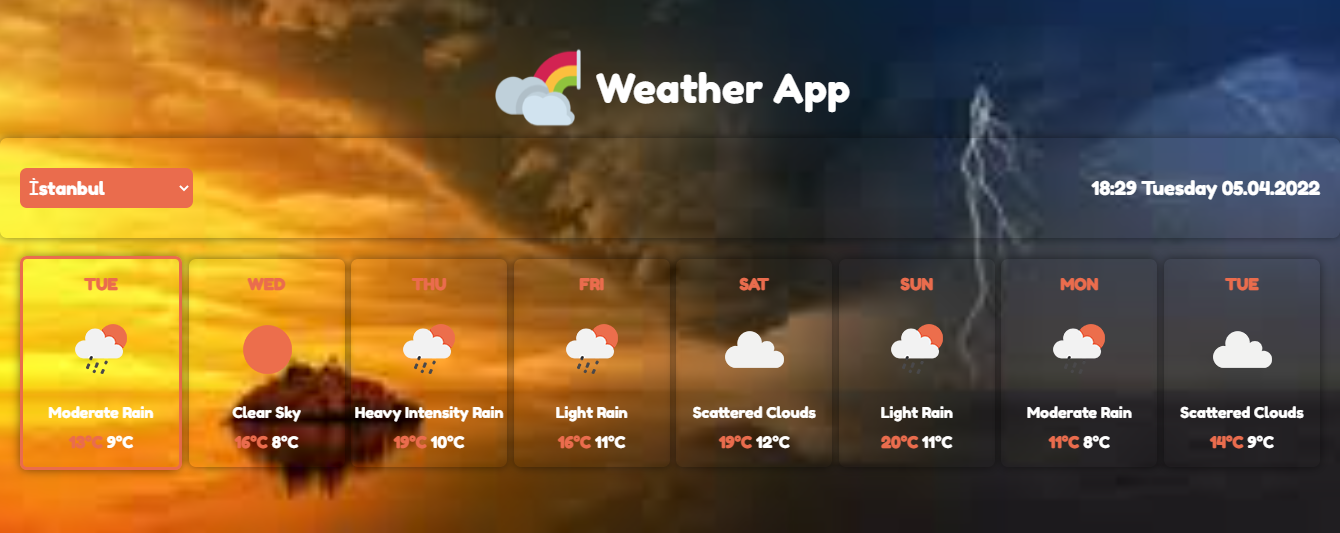 Weather App
İstanbul
18:29 Tuesday 05.04.2022
TUE
Moderate Rain
13°C 9°C
WED
Clear Sky
16°C 8°C
THU
Heavy Intensity Rain
19°C 10°C
FRI
Light Rain
16°C 11°C
SAT
Scattered Clouds
19°C 12°C
SUN
Light Rain
20°C 11°C
MON
Moderate Rain
11°C 8°C
TUE
Scattered Clouds
14°C 9°C